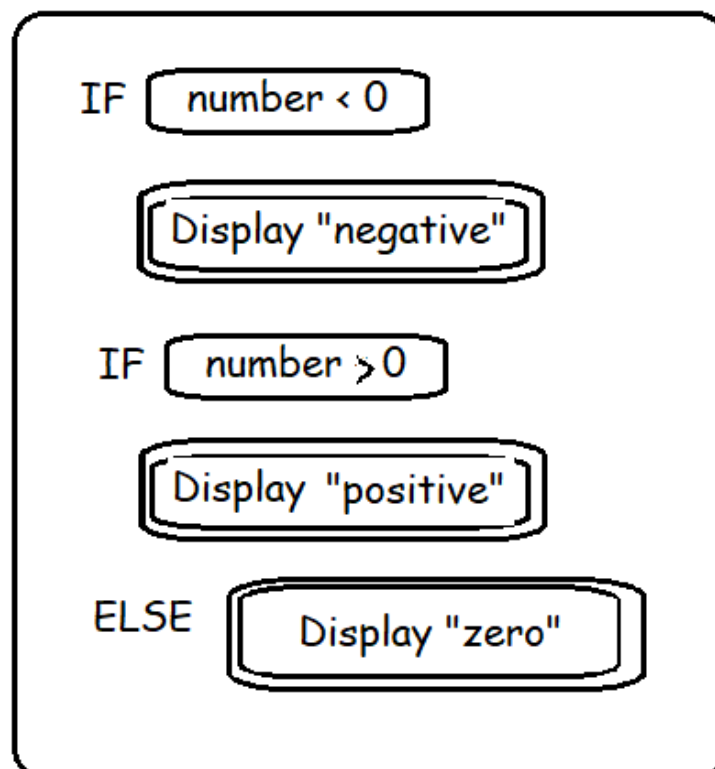 IF number < 0
Display "negative"
IF number > 0
Display "positive"
ELSE Display "zero"